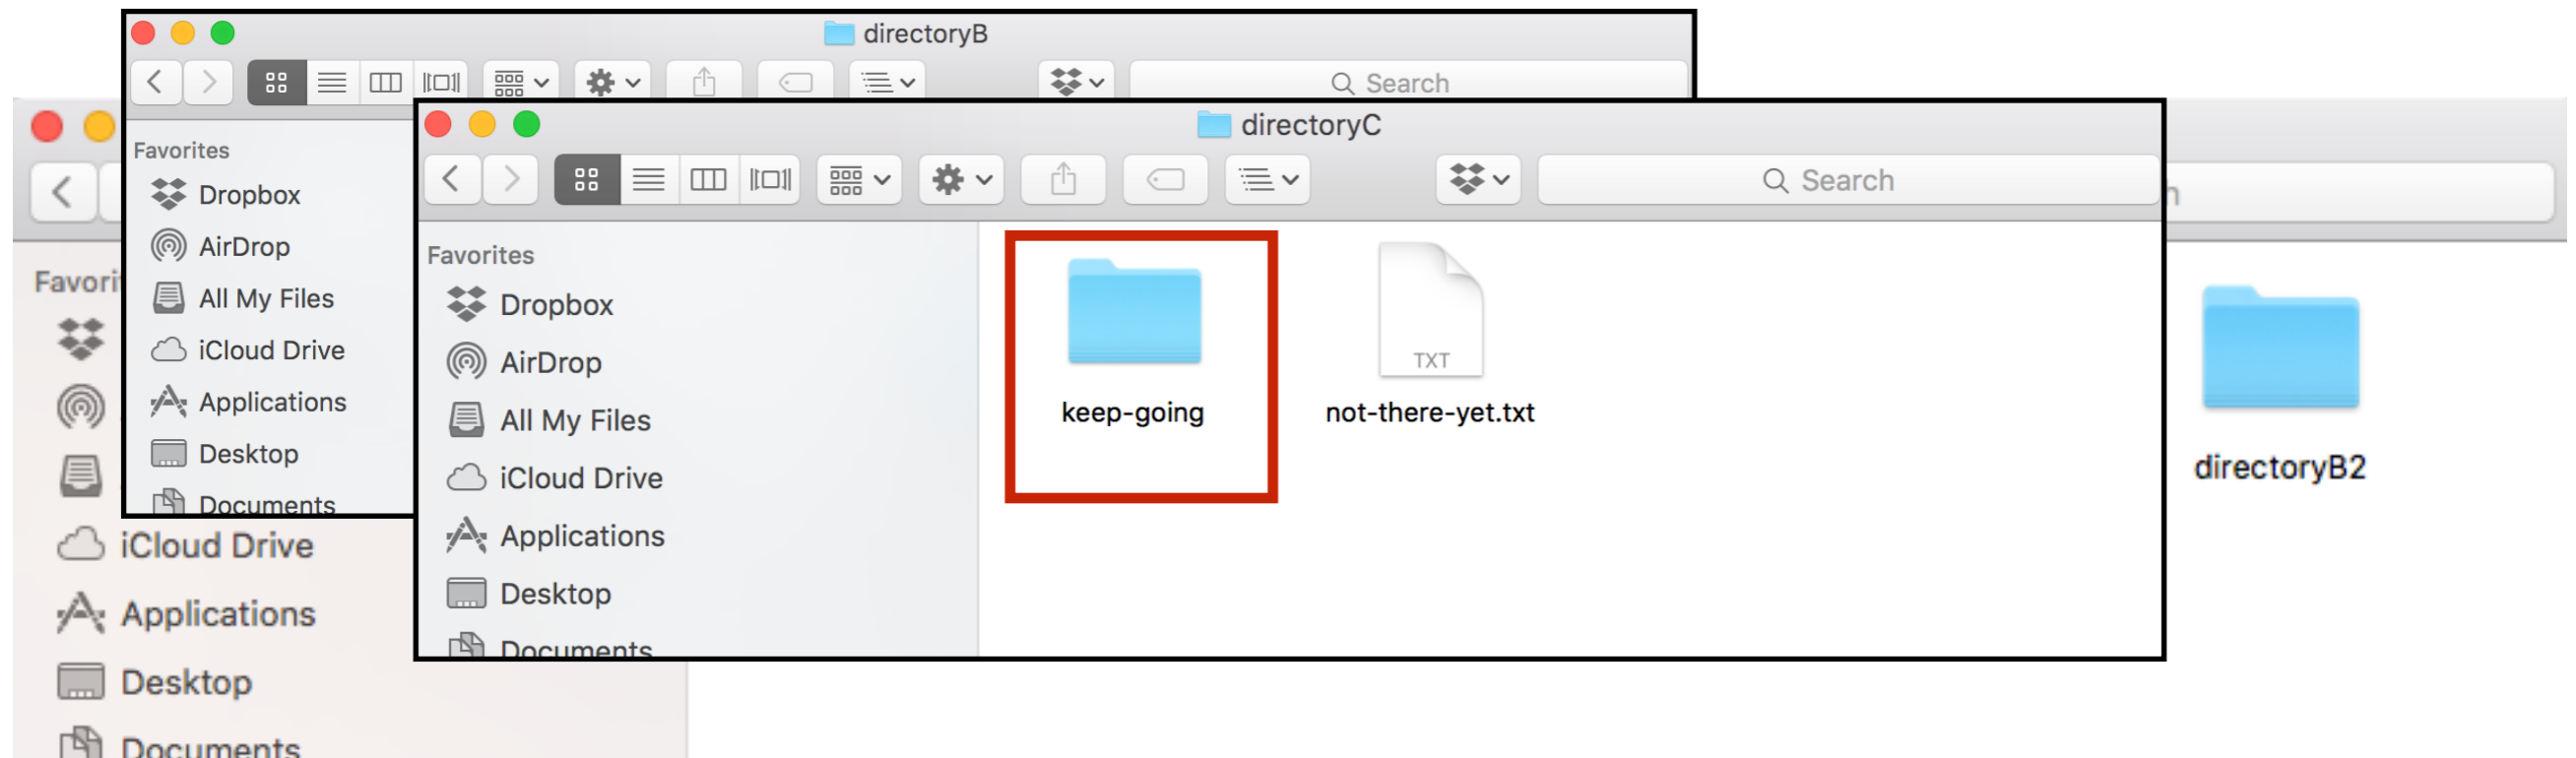 directoryB
Search
Favorites
Dropbox
AirDrop
All My Files
iCloud Drive
Applications
Desktop
Documents
directoryC
Search
Favorites
Dropbox
AirDrop
All My Files
iCloud Drive
Applications
Desktop
Documents
keep-going
TXT
not-there-yet.txt
h
Favori
iCloud Drive
Applications
Desktop
Documents
directoryB2